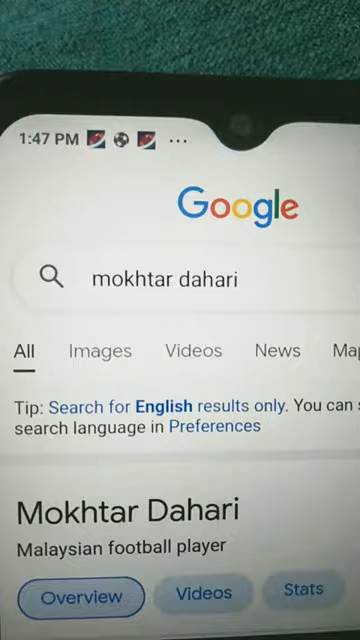 1:47 PM
Google
mokhtar dahari
All Images Videos News
Tip: Search for English results only. You can
search language in Preferences
Mokhtar Dahari
Malaysian football player
Overview Videos Stats